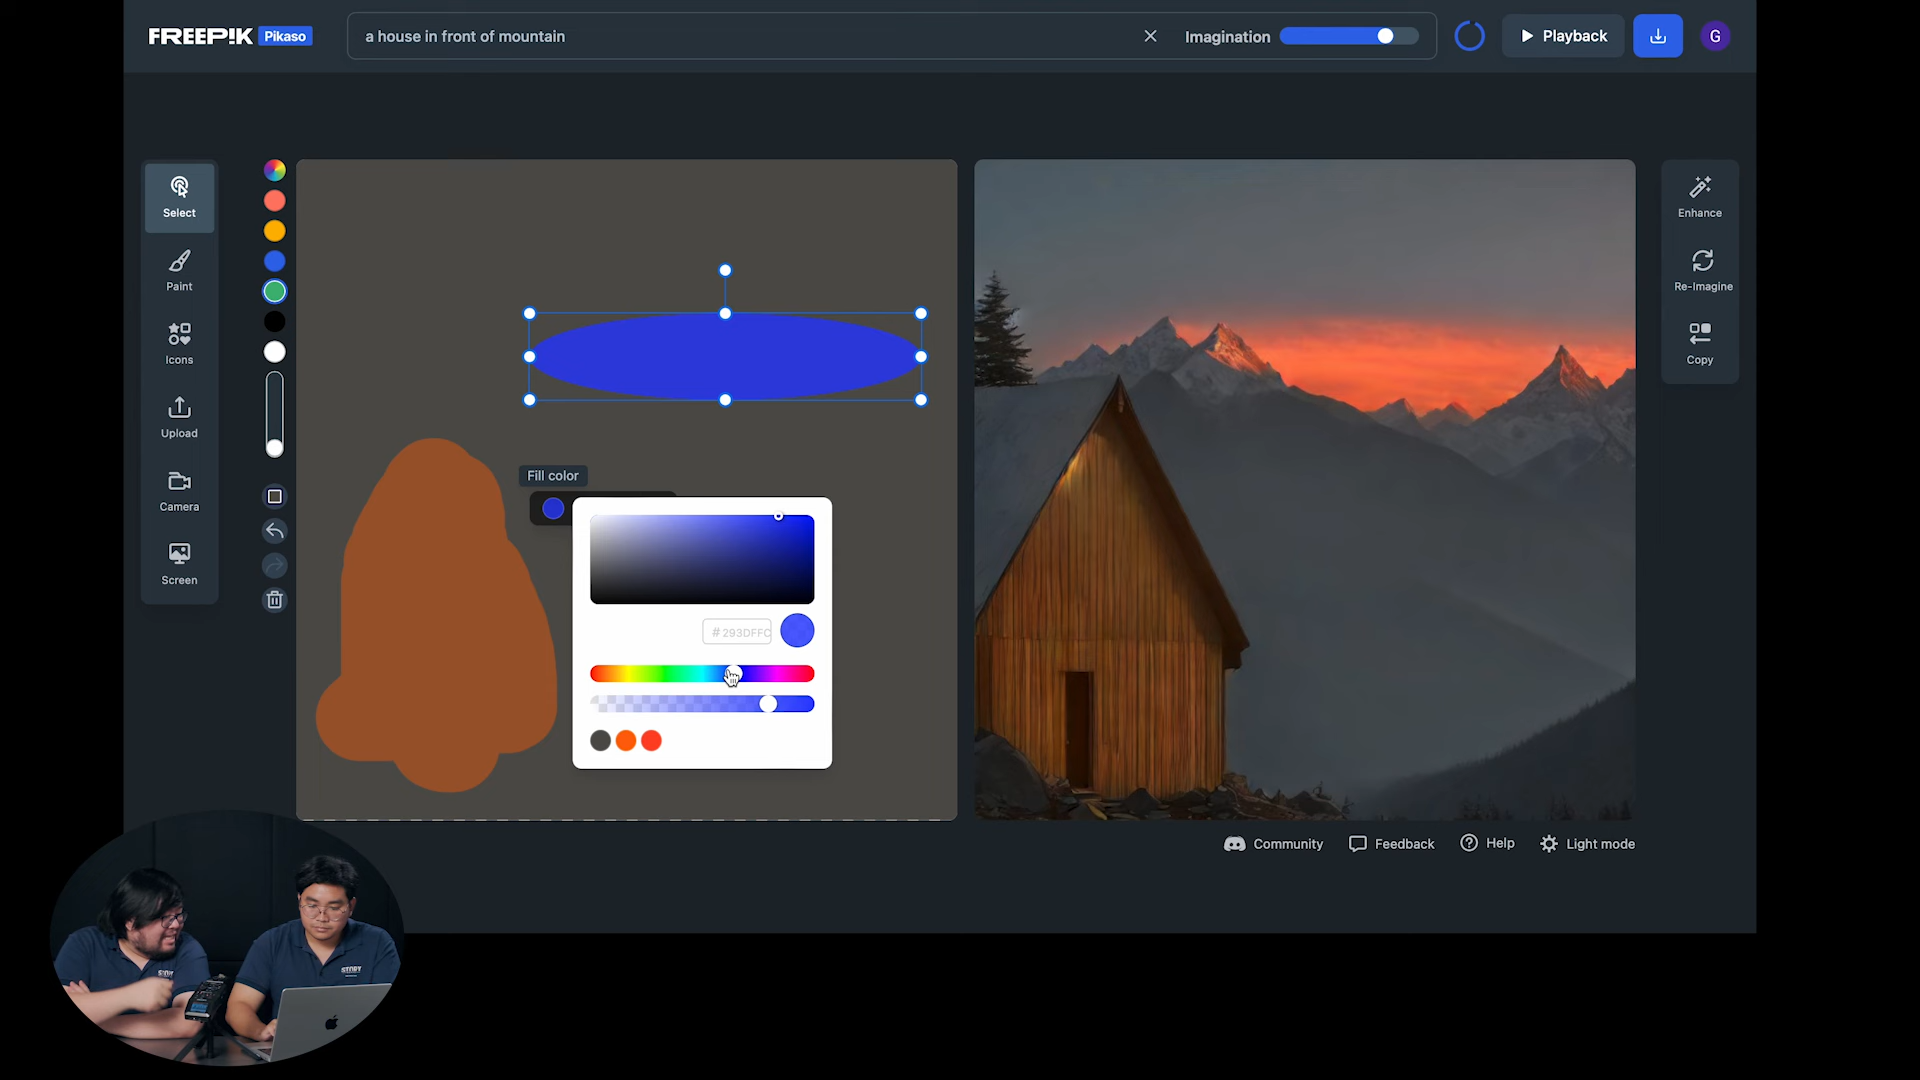 FREEP!K Pikaso
a house in front of mountain
Imagination
Playback
G
Select
Paint
Icons
Upload
Camera
Screen
Enhance
Re-Imagine
Copy
Fill color
# 293DFFC
Community
Feedback
Help
Light mode
STORY